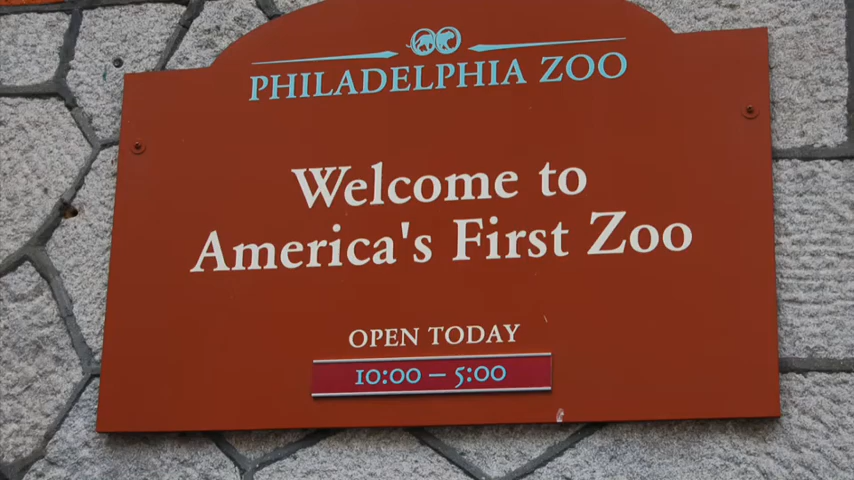 PHILADELPHIA ZOO
Welcome to
America's First Zoo
OPEN TODAY
10:00 – 5:00